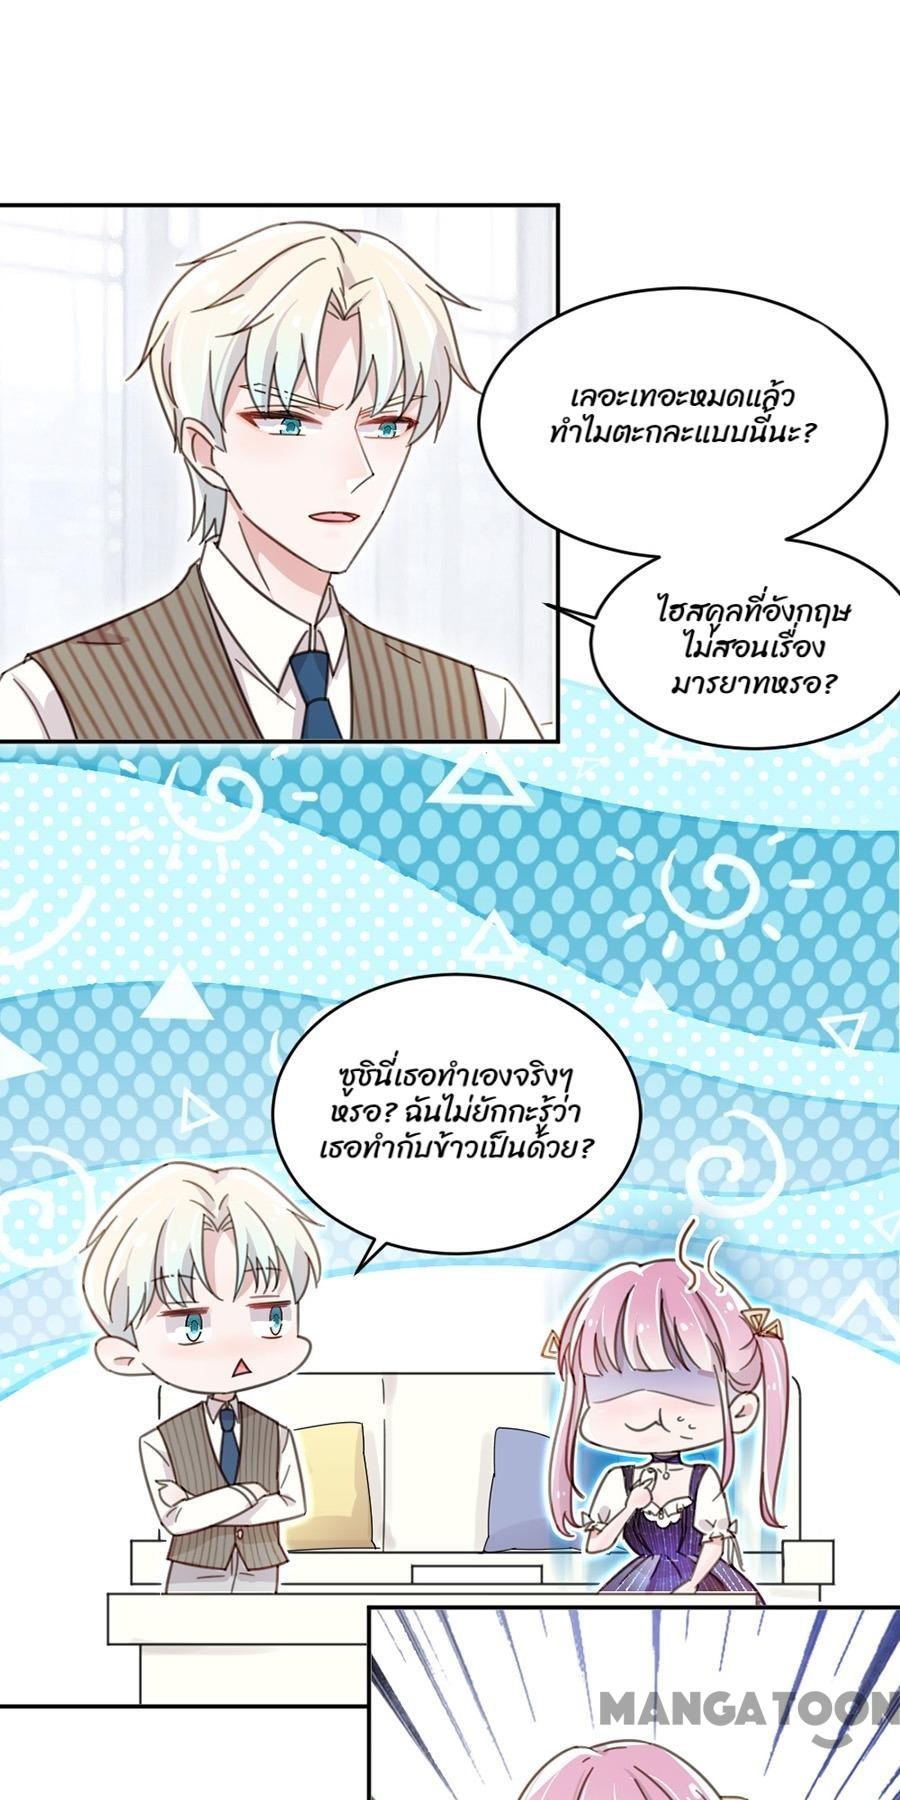 เลอะเทอะหมดแล้ว
ทำไมตะกละแบบนี้นะ?
ไฮสคูลที่อังกฤษ
ไม่สอนเรื่อง
มารยาทหรอ?
ซูชินี่เธอทำเองจริงๆ
หรอ? ฉันไม่ยักกะรู้ว่า
เธอทำกับข้าวเป็นด้วย?
MANGATOON